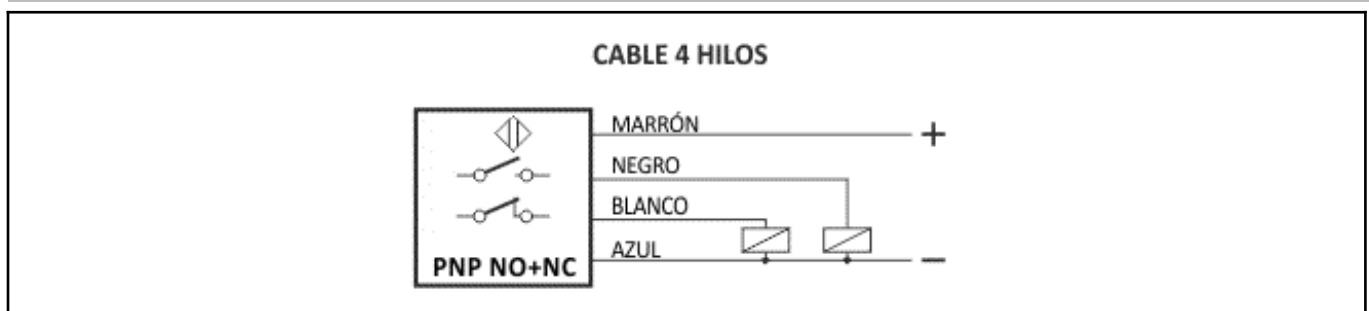 CABLE 4 HILOS
MARRÓN
+
NEGRO
BLANCO
AZUL
−
PNP NO+NC